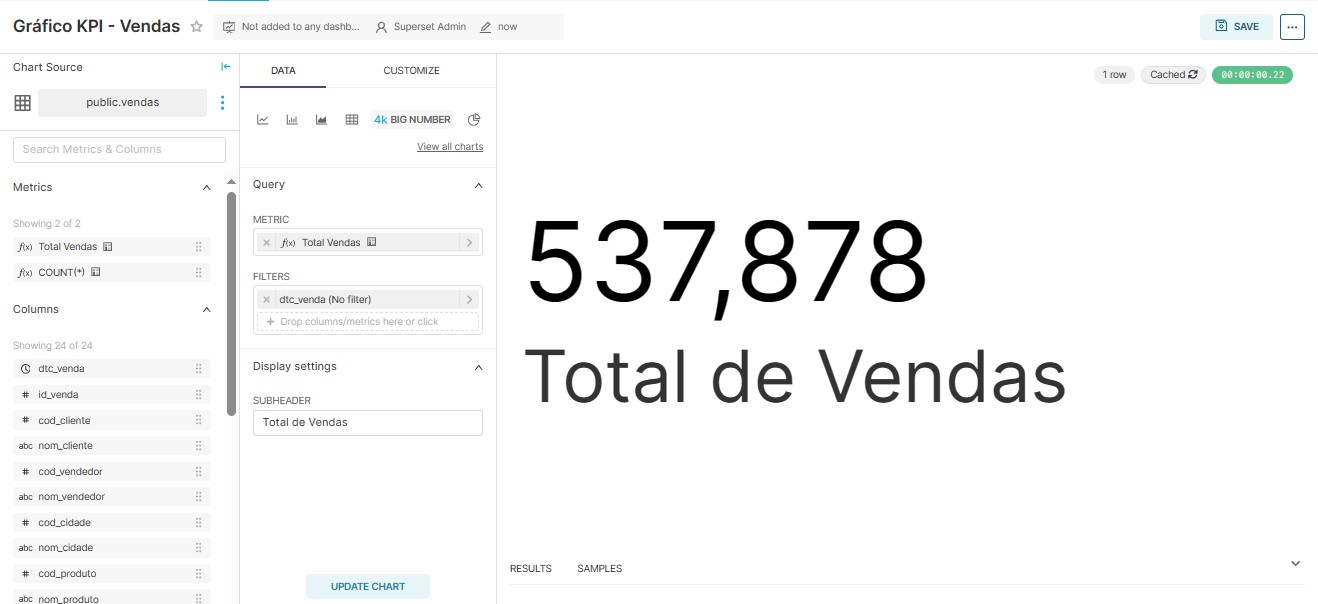 Gráfico KPI - Vendas
Not added to any dashb...
Superset Admin
now
SAVE
...
Chart Source
public.vendas
Search Metrics & Columns
Metrics
Showing 2 of 2
f(x) Total Vendas
f(x) COUNT(*)
Columns
Showing 24 of 24
dtc_venda
# id_venda
# cod_cliente
abc nom_cliente
# cod_vendedor
abc nom_vendedor
# cod_cidade
abc nom_cidade
# cod_produto
abc nom_produto
DATA
CUSTOMIZE
4k BIG NUMBER
View all charts
Query
METRIC
f(x) Total Vendas
FILTERS
dtc_venda (No filter)
+ Drop columns/metrics here or click
Display settings
SUBHEADER
Total de Vendas
UPDATE CHART
1 row
Cached
00:00:00.22
537,878
Total de Vendas
RESULTS
SAMPLES